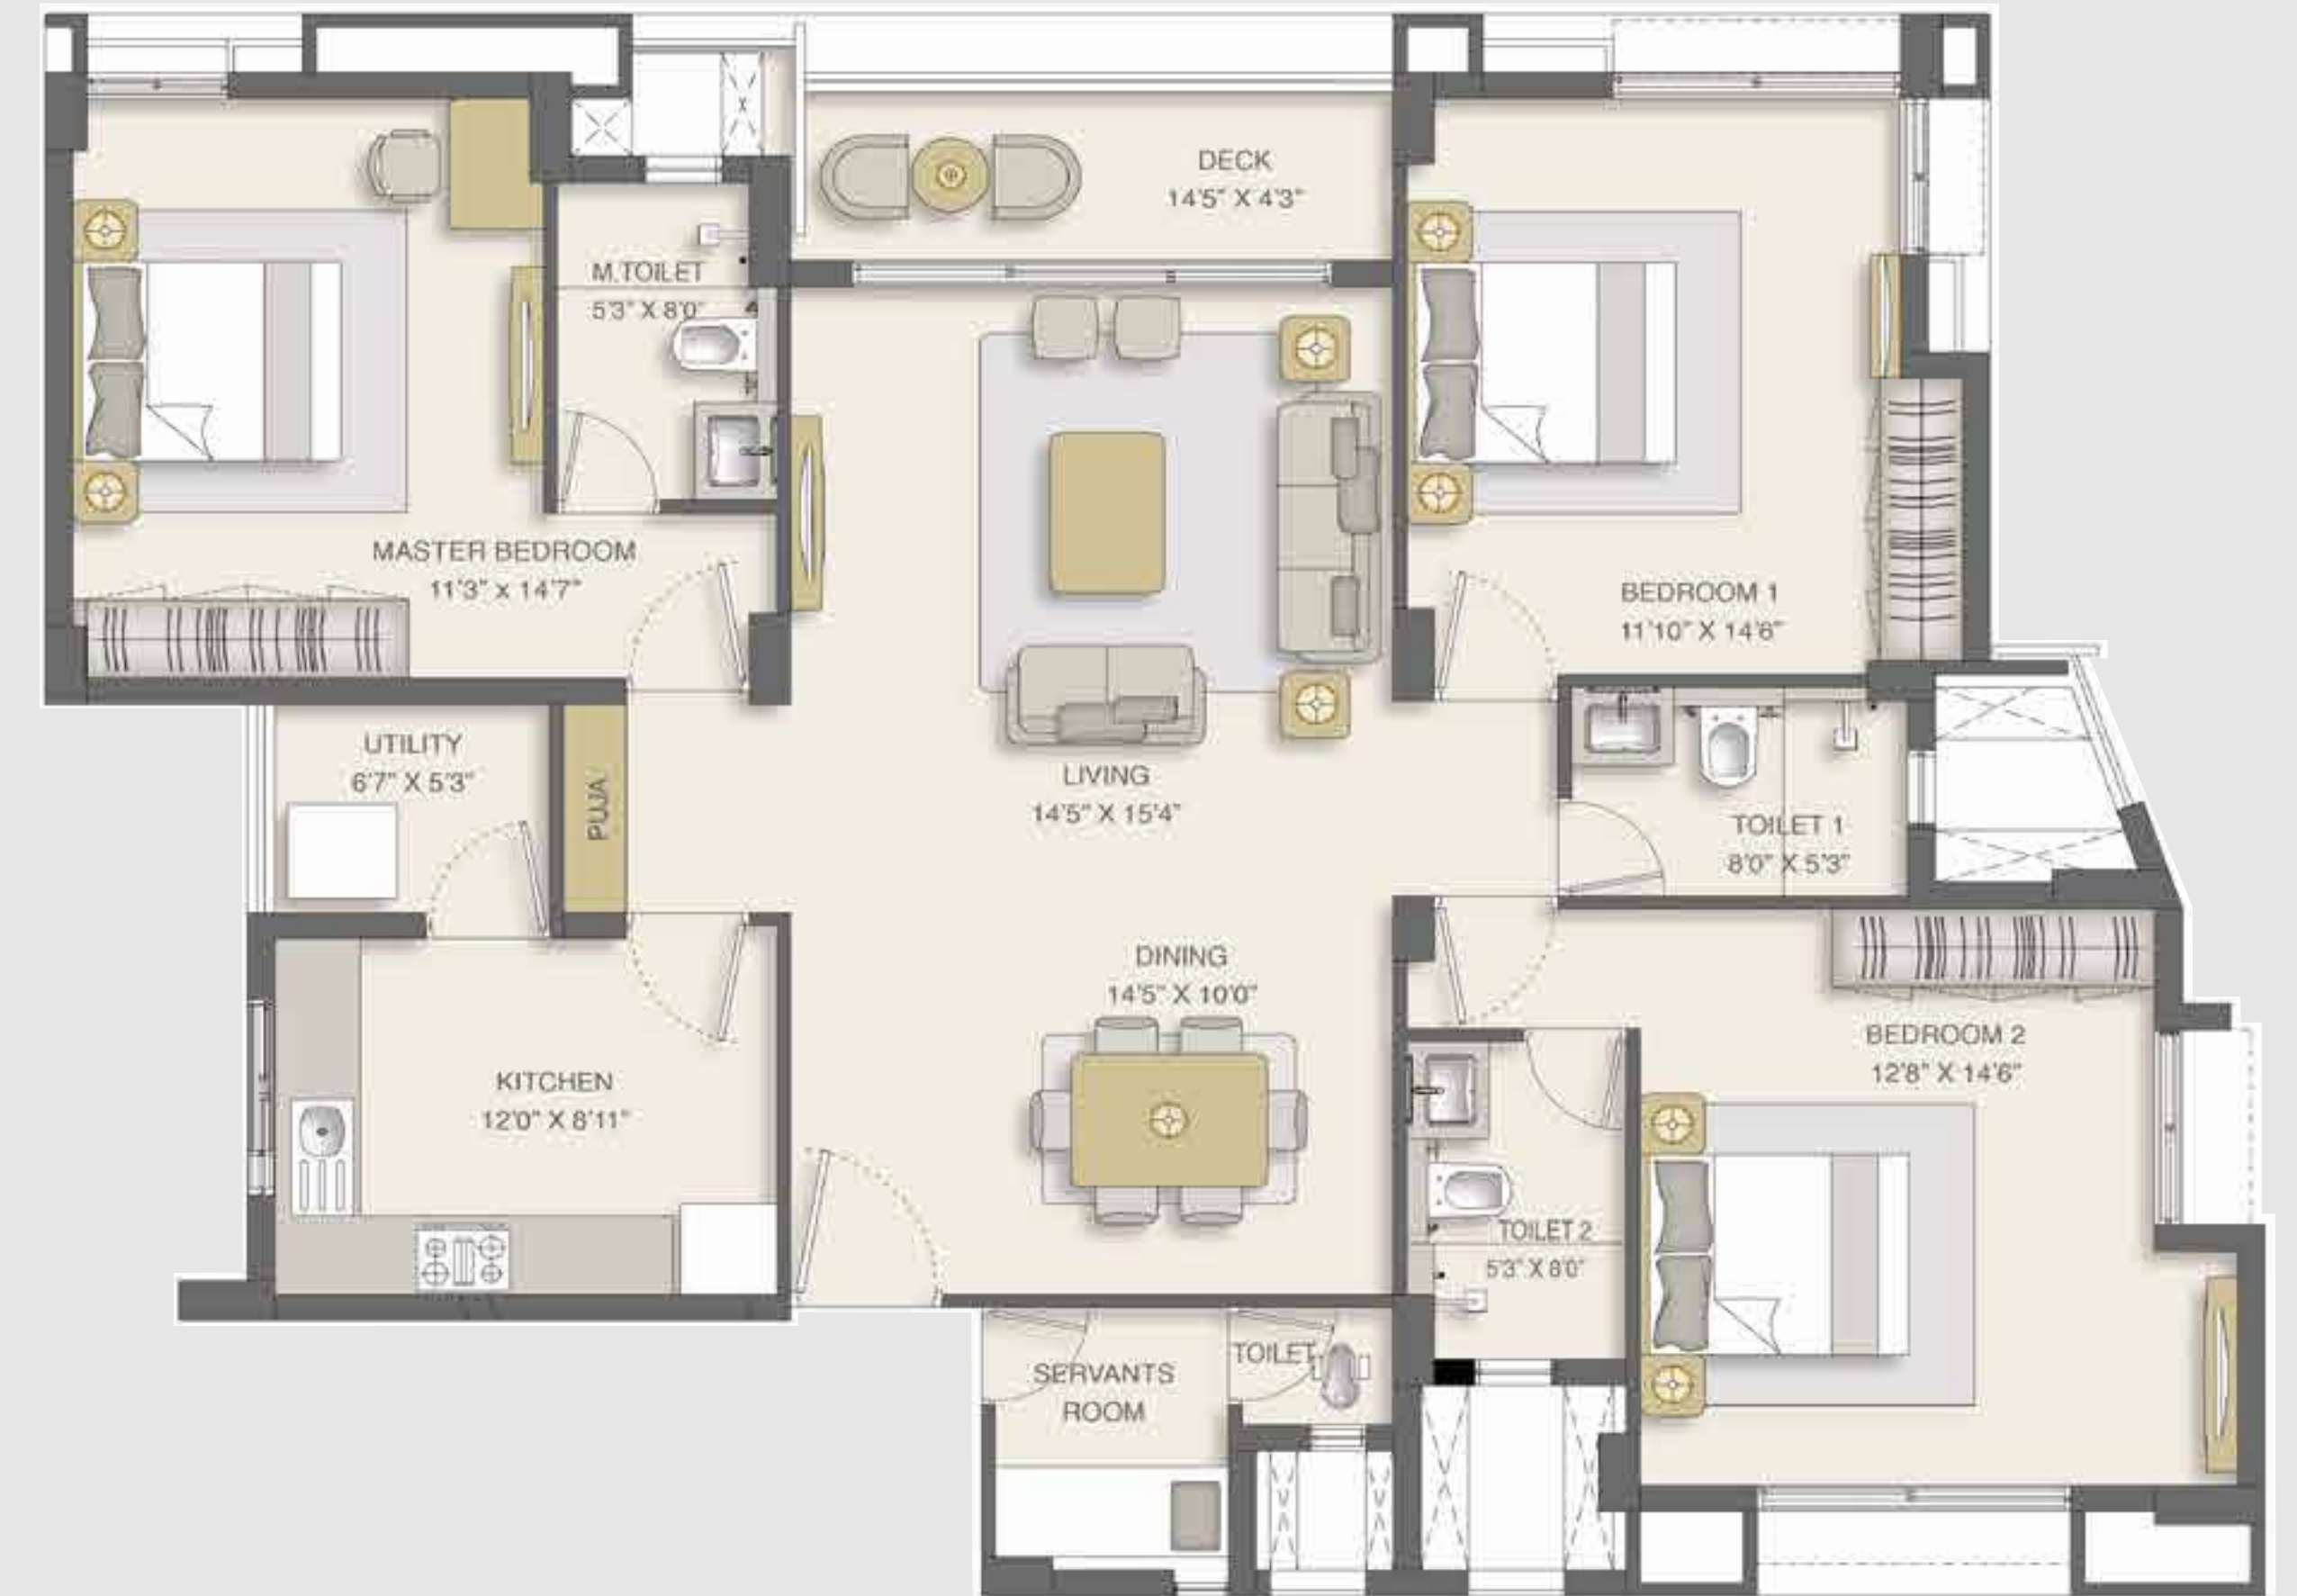 DECK
14'5" X 4'3"
M.TOILET
5'3" X 8'0"
MASTER BEDROOM
11'3" x 14'7"
BEDROOM 1
11'10" X 14'6"
UTILITY
6'7" X 5'3"
PUJA
LIVING
14'5" X 15'4"
TOILET 1
8'0" X 5'3"
DINING
14'5" X 10'0"
BEDROOM 2
12'8" X 14'6"
KITCHEN
12'0" X 8'11"
TOILET 2
5'3" X 8'0"
TOILET
SERVANTS
ROOM